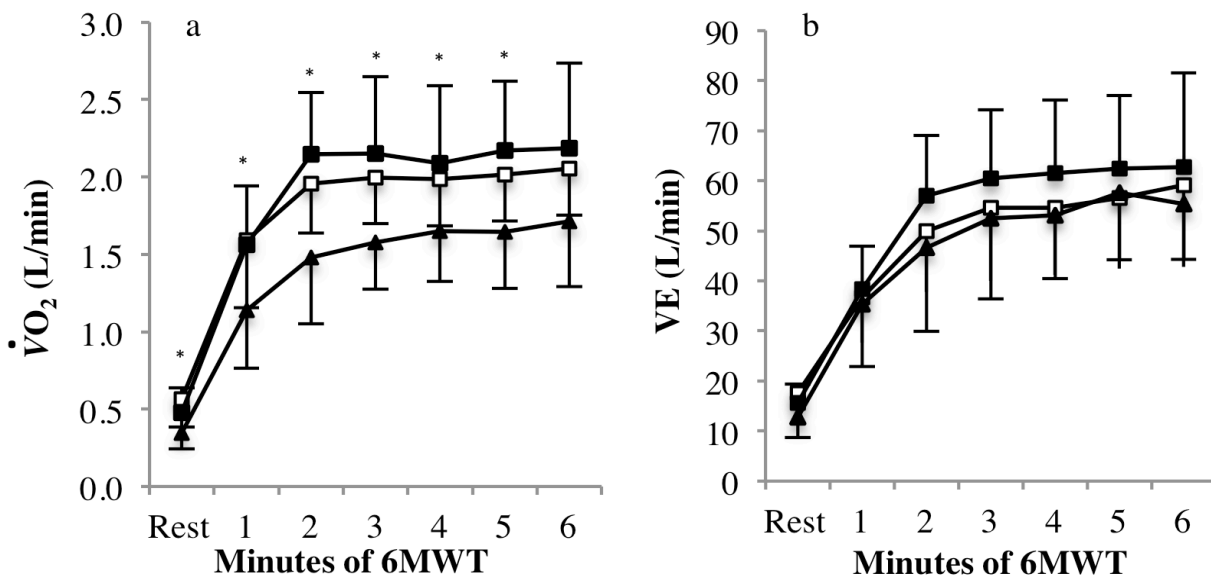 a
3.0
2.5
2.0
1.5
1.0
0.5
0.0
V̇O₂ (L/min)
* * * * * * *
Rest 1 2 3 4 5 6
Minutes of 6MWT
b
90
80
70
60
50
40
30
20
10
0
VE (L/min)
Rest 1 2 3 4 5 6
Minutes of 6MWT